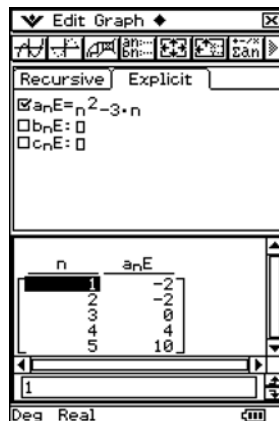 Edit Graph ◆
Recursive Explicit
☑aₙE=n²-3·n
☐bₙE:▯
☐cₙE:▯
n aₙE
1 -2
2 -2
3 0
4 4
5 10
1
Deg Real